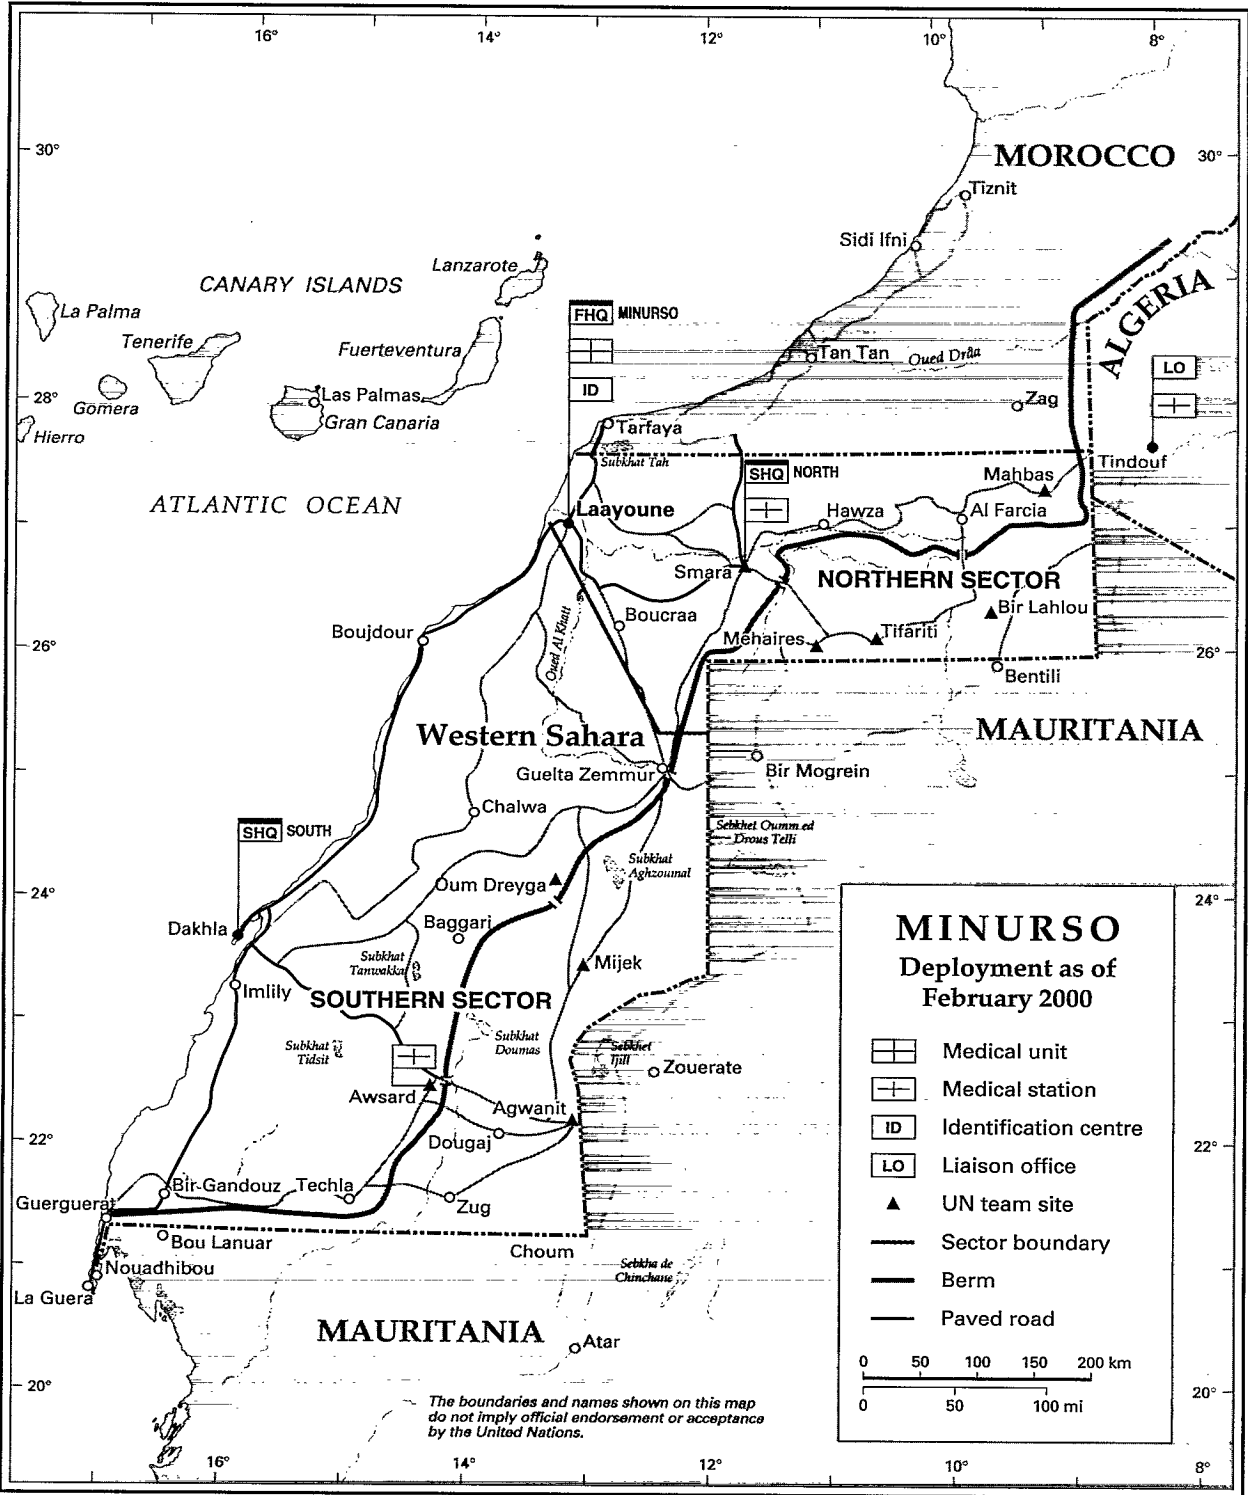 16°
14°
12°
10°
8°
30°
MOROCCO
30°
Tiznit
Sidi Ifni
Lanzarote
CANARY ISLANDS
La Palma
FHQ MINURSO
ALGERIA
Tenerife
Fuerteventura
Tan Tan
Oued Drâa
LO
ID
28°
Gomera
Las Palmas
Gran Canaria
Zag
Hierro
Tarfaya
Subkhat Tah
Tindouf
SHQ NORTH
Mahbas
ATLANTIC OCEAN
Laayoune
Hawza
Al Farcia
Smara
NORTHERN SECTOR
Boucraa
Bir Lahlou
Boujdour
Oued Al Khatt
Mehaires
Tifariti
26°
26°
Bentili
Western Sahara
MAURITANIA
Guelta Zemmur
Bir Mogrein
Chalwa
SHQ SOUTH
Sebkhet Oumm ed
Drous Telli
Subkhat
Aghzoumal
Oum Dreyga
24°
24°
Dakhla
Baggari
Subkhat
Tanwakka
Mijek
Imlily
SOUTHERN SECTOR
Subkhat
Tidsit
Subkhat
Doumas
Sebkhet
Ijill
Zouerate
Awsard
Agwanit
22°
22°
Dougaj
Bir-Gandouz
Techla
Guerguerat
Zug
Bou Lanuar
Choum
Nouadhibou
La Guera
Sebkha de
Chinchane
MAURITANIA
Atar
20°
20°
The boundaries and names shown on this map
do not imply official endorsement or acceptance
by the United Nations.
MINURSO
Deployment as of
February 2000
Medical unit
Medical station
ID Identification centre
LO Liaison office
UN team site
Sector boundary
Berm
Paved road
0 50 100 150 200 km
0 50 100 mi
16°
14°
12°
10°
8°